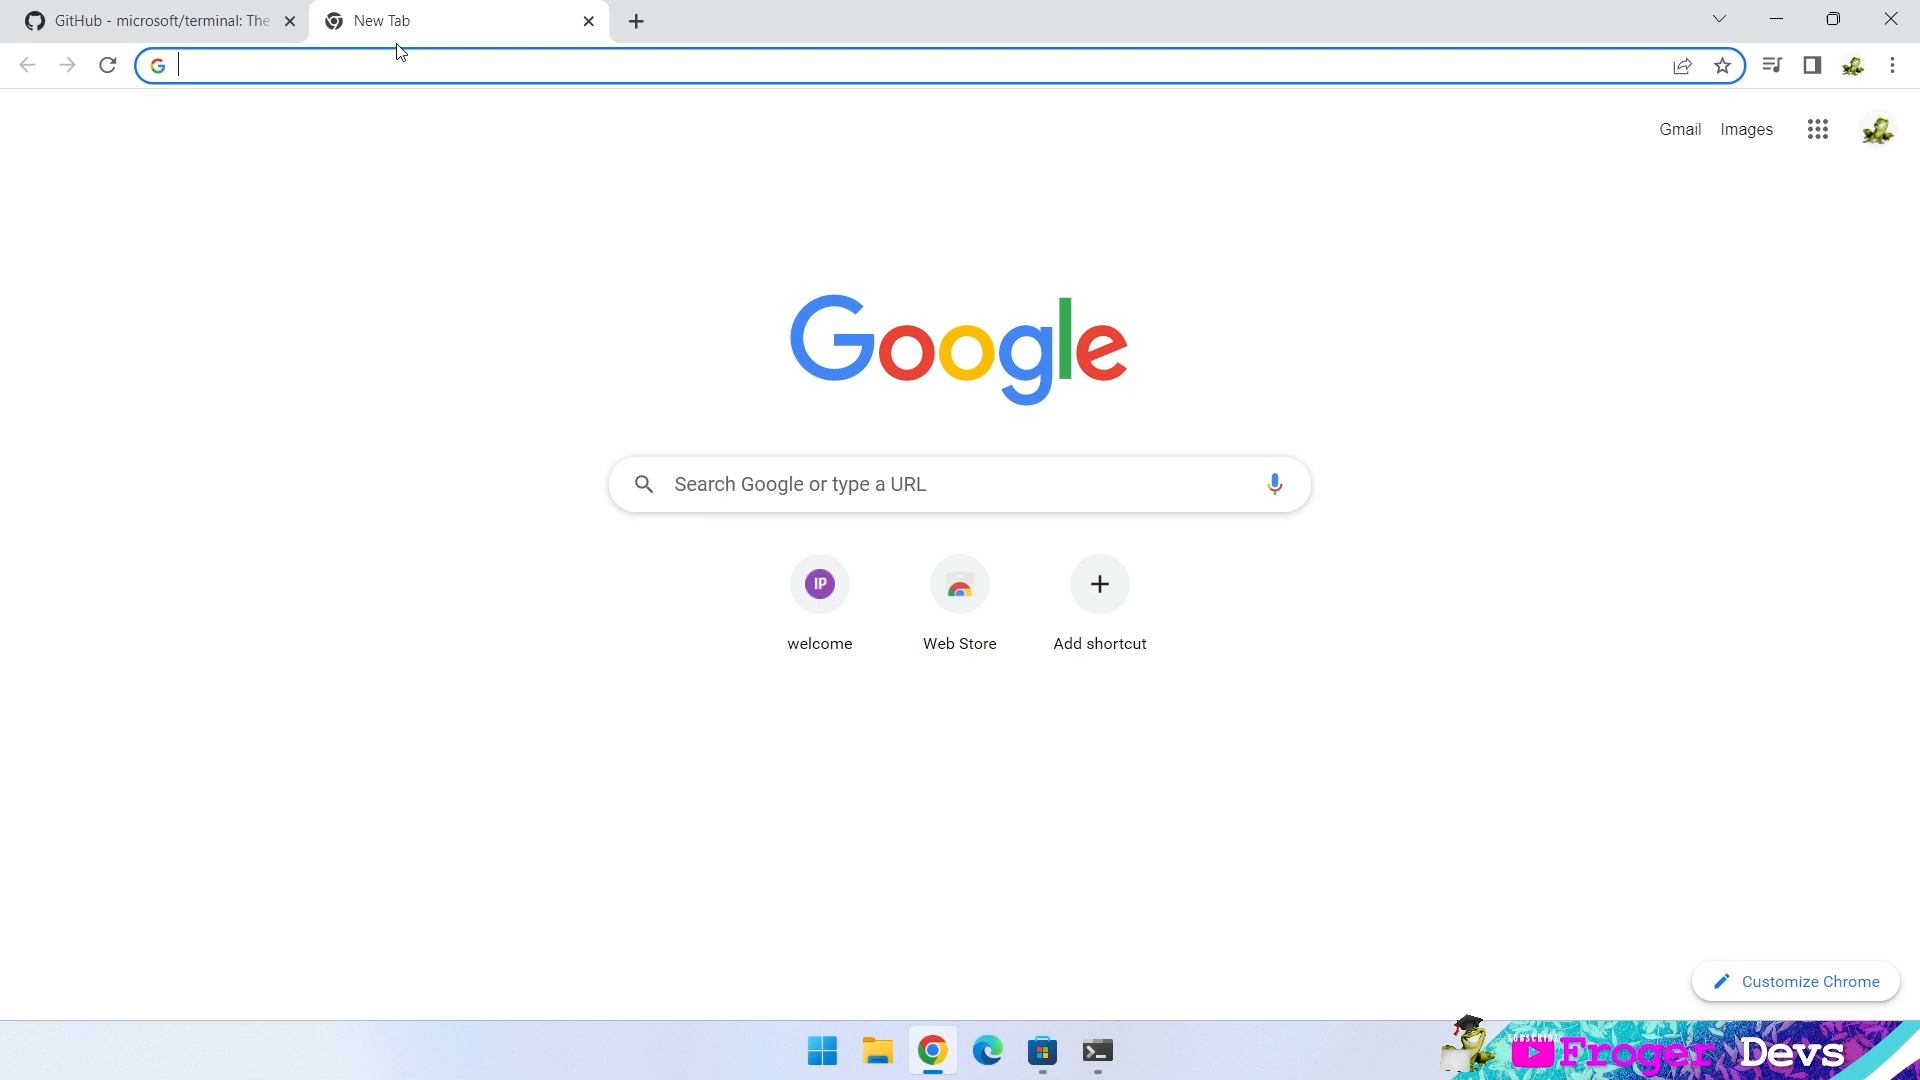 GitHub - microsoft/terminal: The
New Tab
Gmail
Images
Google
Search Google or type a URL
IP
welcome
Web Store
Add shortcut
Customize Chrome
SUBSCRIBE
Froger Devs